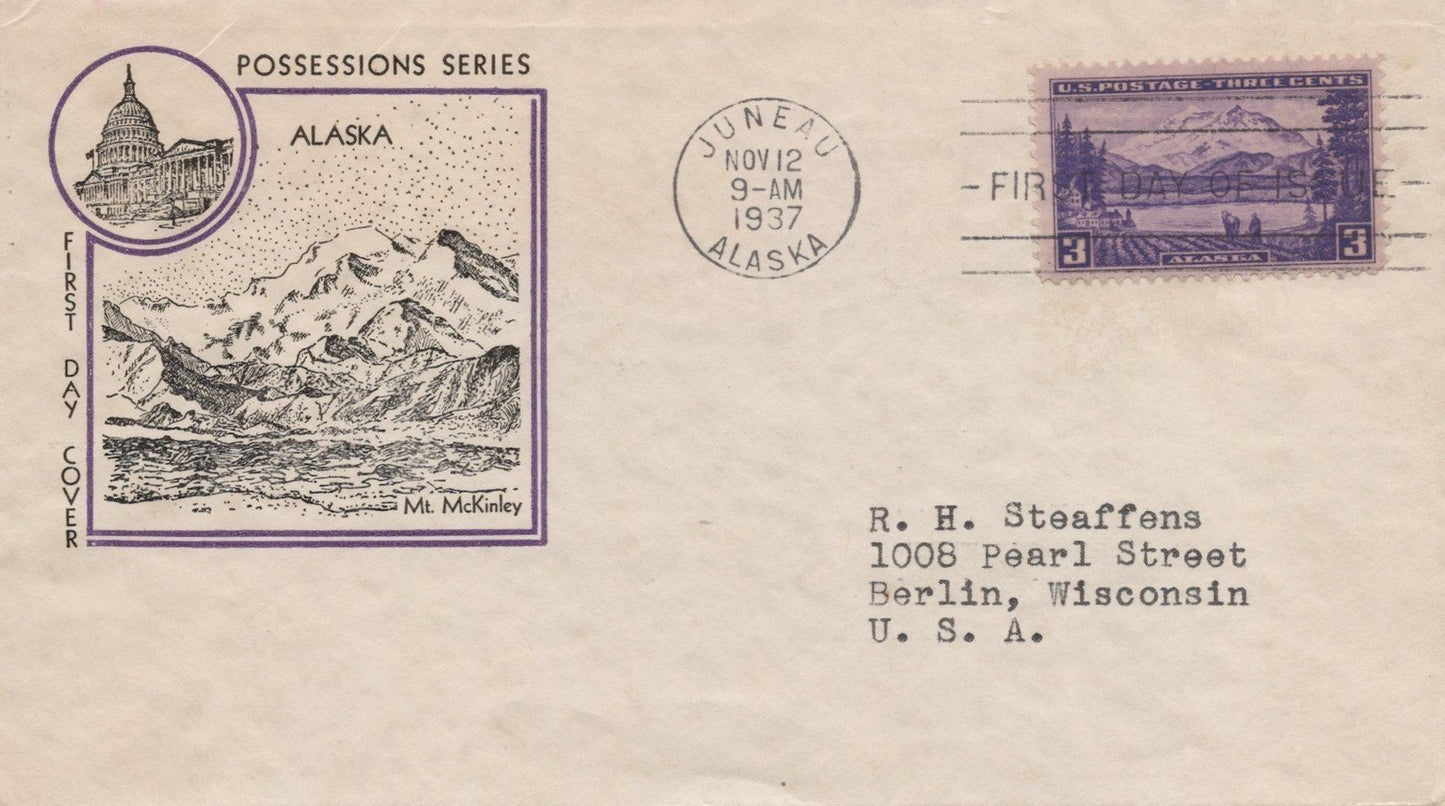 POSSESSIONS SERIES
ALASKA
FIRST DAY COVER
Mt. McKinley
JUNEAU
NOV 12
9-AM
1937
ALASKA
U.S. POSTAGE-THREE CENTS
-FIRST DAY OF ISSUE-
3 ALASKA 3
R. H. Steaffens
1008 Pearl Street
Berlin, Wisconsin
U. S. A.